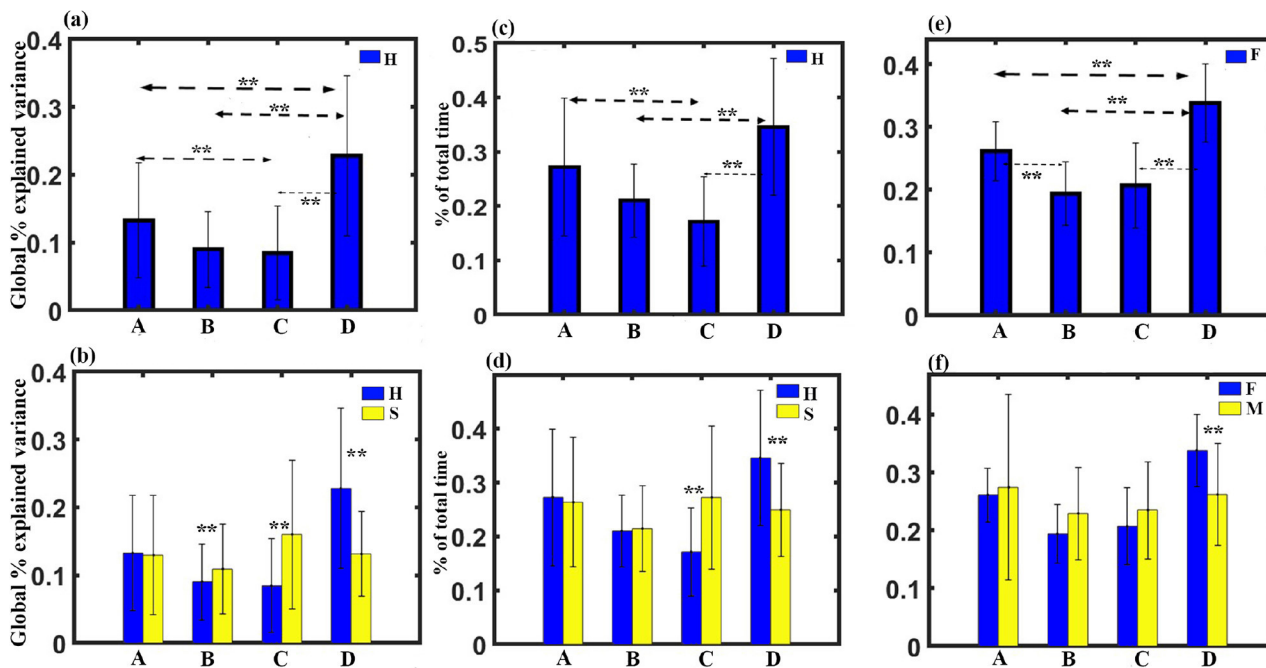 (a)
Global % explained variance
0.4
0.3
0.2
0.1
0
H
**
**
**
**
A B C D
(c)
% of total time
0.5
0.4
0.3
0.2
0.1
0
H
**
**
**
A B C D
(e)
0.4
0.3
0.2
0.1
0
F
**
**
**
**
A B C D
(b)
Global % explained variance
0.4
0.3
0.2
0.1
0
H
S
**
**
**
A B C D
(d)
% of total time
0.4
0.3
0.2
0.1
0
H
S
**
**
A B C D
(f)
0.4
0.3
0.2
0.1
0
F
M
**
A B C D